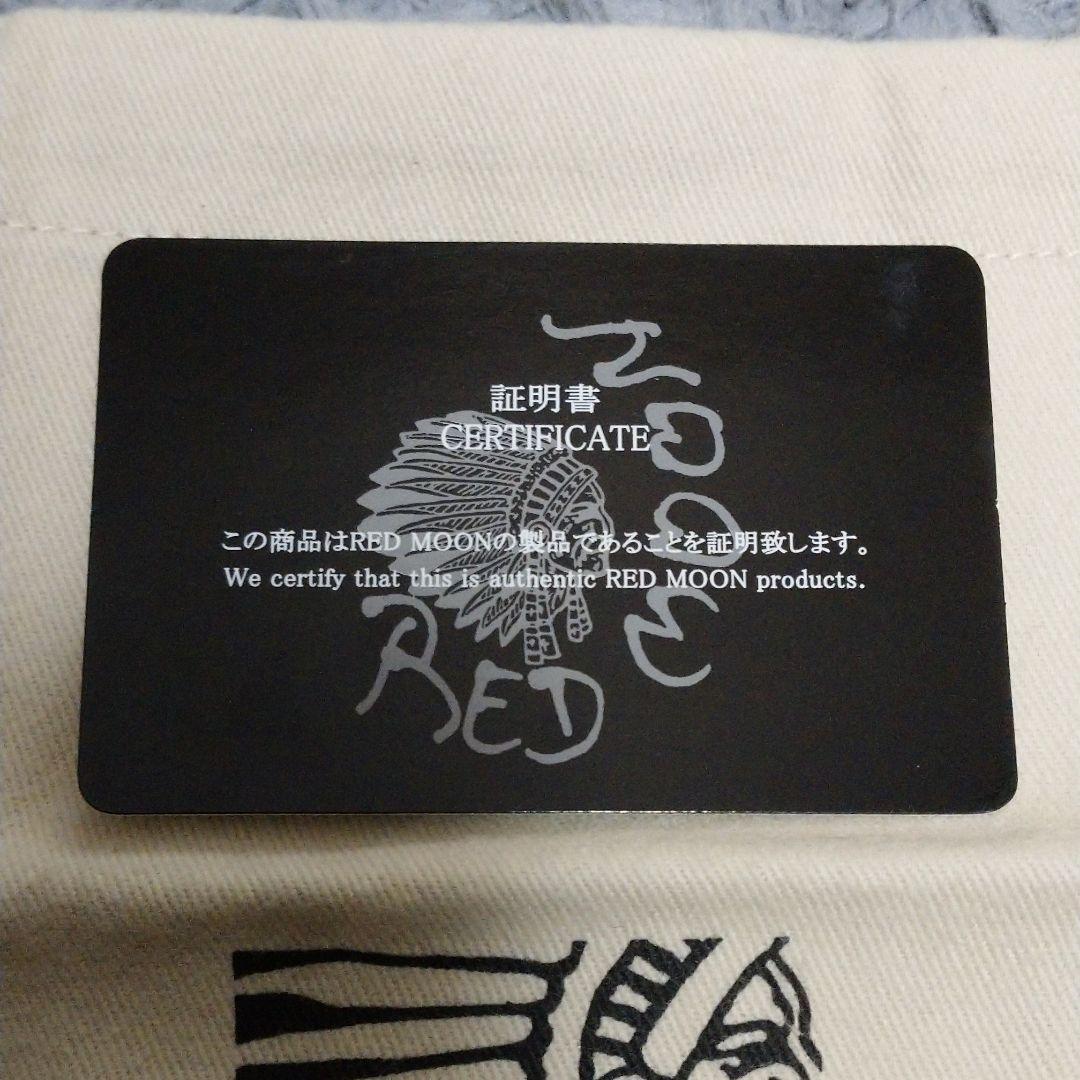 証明書
CERTIFICATE
この商品はRED MOONの製品であることを証明致します。
We certify that this is authentic RED MOON products.
RED MOON